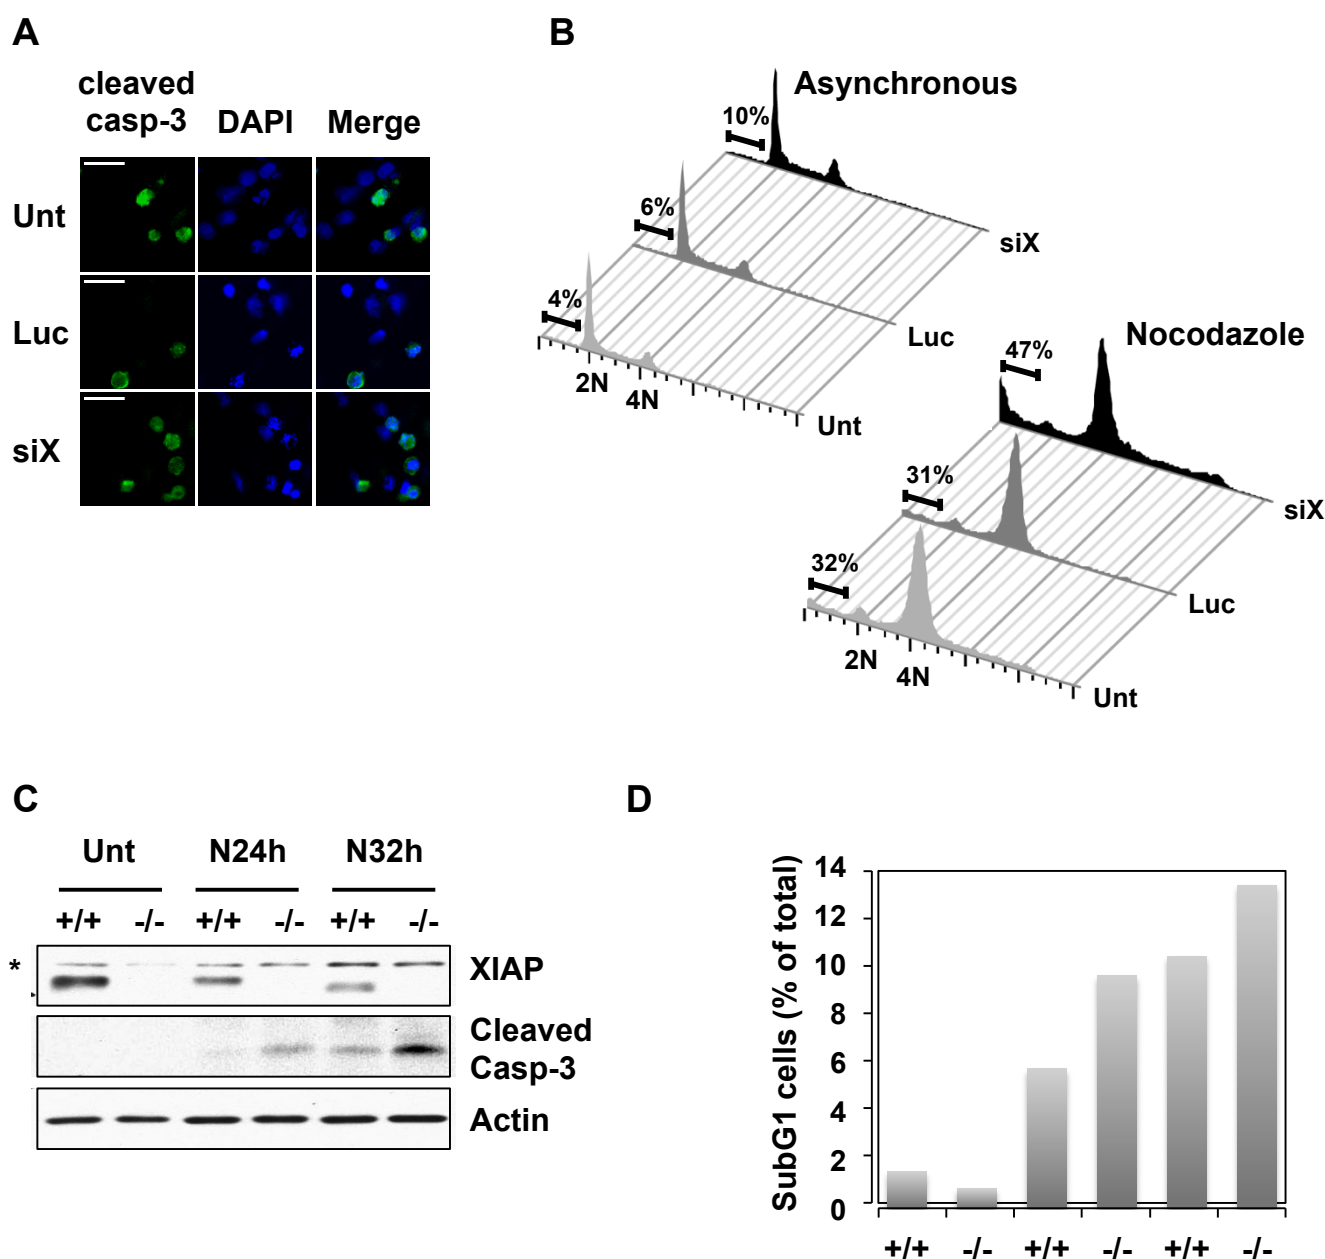 A
cleaved
casp-3
DAPI
Merge
Unt
Luc
siX
B
Asynchronous
10%
6%
4%
siX
Luc
Unt
2N
4N
Nocodazole
47%
31%
32%
siX
Luc
Unt
2N
4N
C
Unt
N24h
N32h
+/+
-/-
+/+
-/-
+/+
-/-
*
XIAP
Cleaved
Casp-3
Actin
D
SubG1 cells (% of total)
14
12
10
8
6
4
2
0
+/+
-/-
+/+
-/-
+/+
-/-